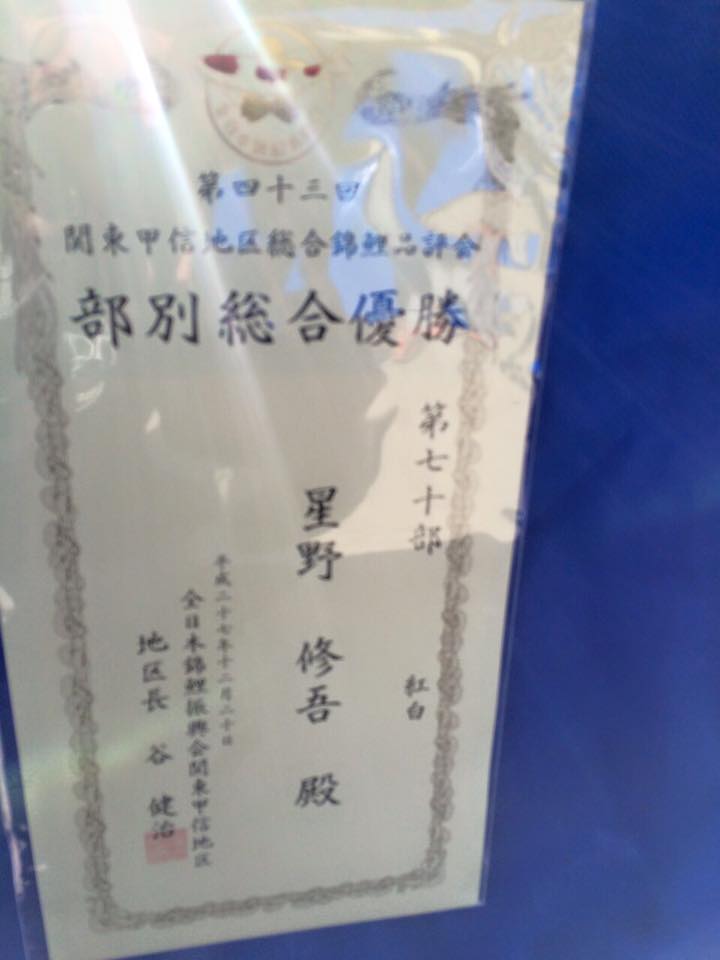 第四十三回
関東甲信地区総合錦鯉品評会
部別総合優勝
第七十部
紅白
星野 修吾 殿
平成二十七年十二月二十日
全日本錦鯉振興会関東甲信地区
地区長 谷 健治